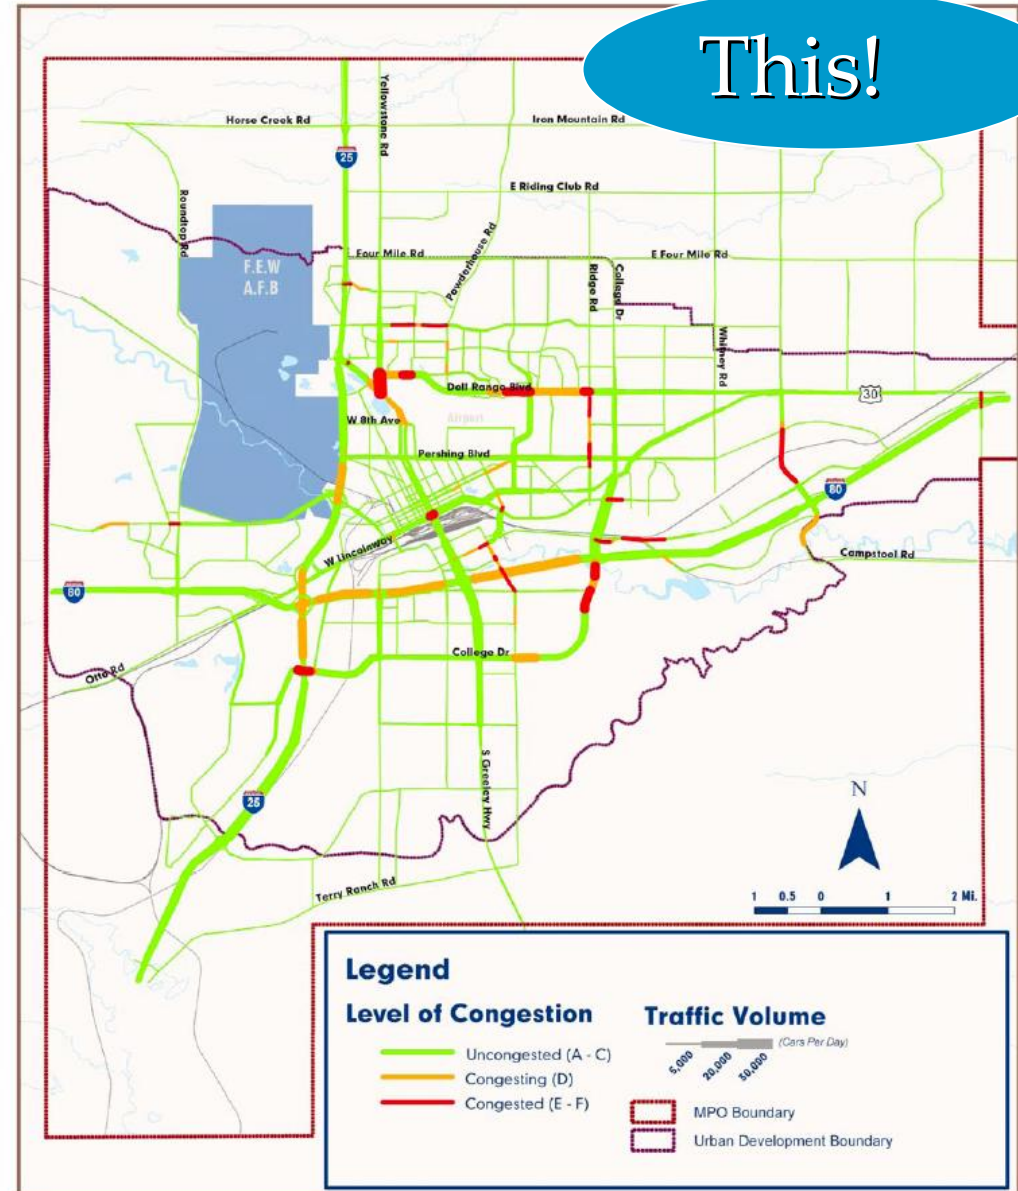 This!
Yellowstone Rd
Horse Creek Rd
Iron Mountain Rd
25
E Riding Club Rd
Roundtop Rd
Powderhouse Rd
Four Mile Rd
E Four Mile Rd
F.E.W
A.F.B
Ridge Rd
College Dr
Whitney Rd
Dell Range Blvd
30
W 8th Ave
Airport
Pershing Blvd
80
W Lincolnway
Campstool Rd
80
College Dr
Otto Rd
S Greeley Hwy
25
N
Terry Ranch Rd
1 0.5 0 1 2 Mi.
Legend
Level of Congestion
Uncongested (A - C)
Congesting (D)
Congested (E - F)
Traffic Volume
(Cars Per Day)
5,000 20,000 50,000
MPO Boundary
Urban Development Boundary